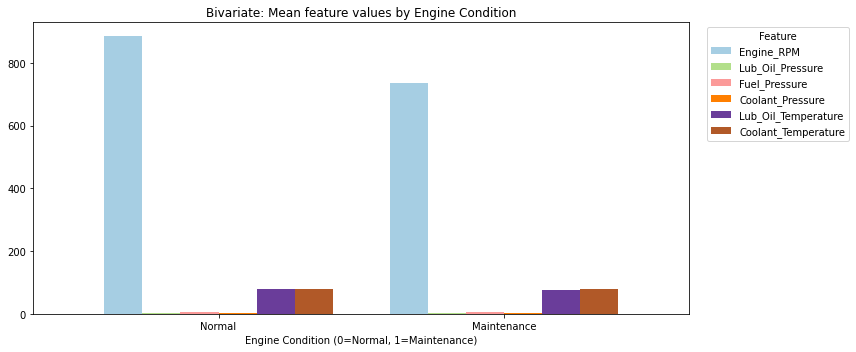 Bivariate: Mean feature values by Engine Condition
800
600
400
200
0
Normal
Maintenance
Engine Condition (0=Normal, 1=Maintenance)
Feature
Engine_RPM
Lub_Oil_Pressure
Fuel_Pressure
Coolant_Pressure
Lub_Oil_Temperature
Coolant_Temperature